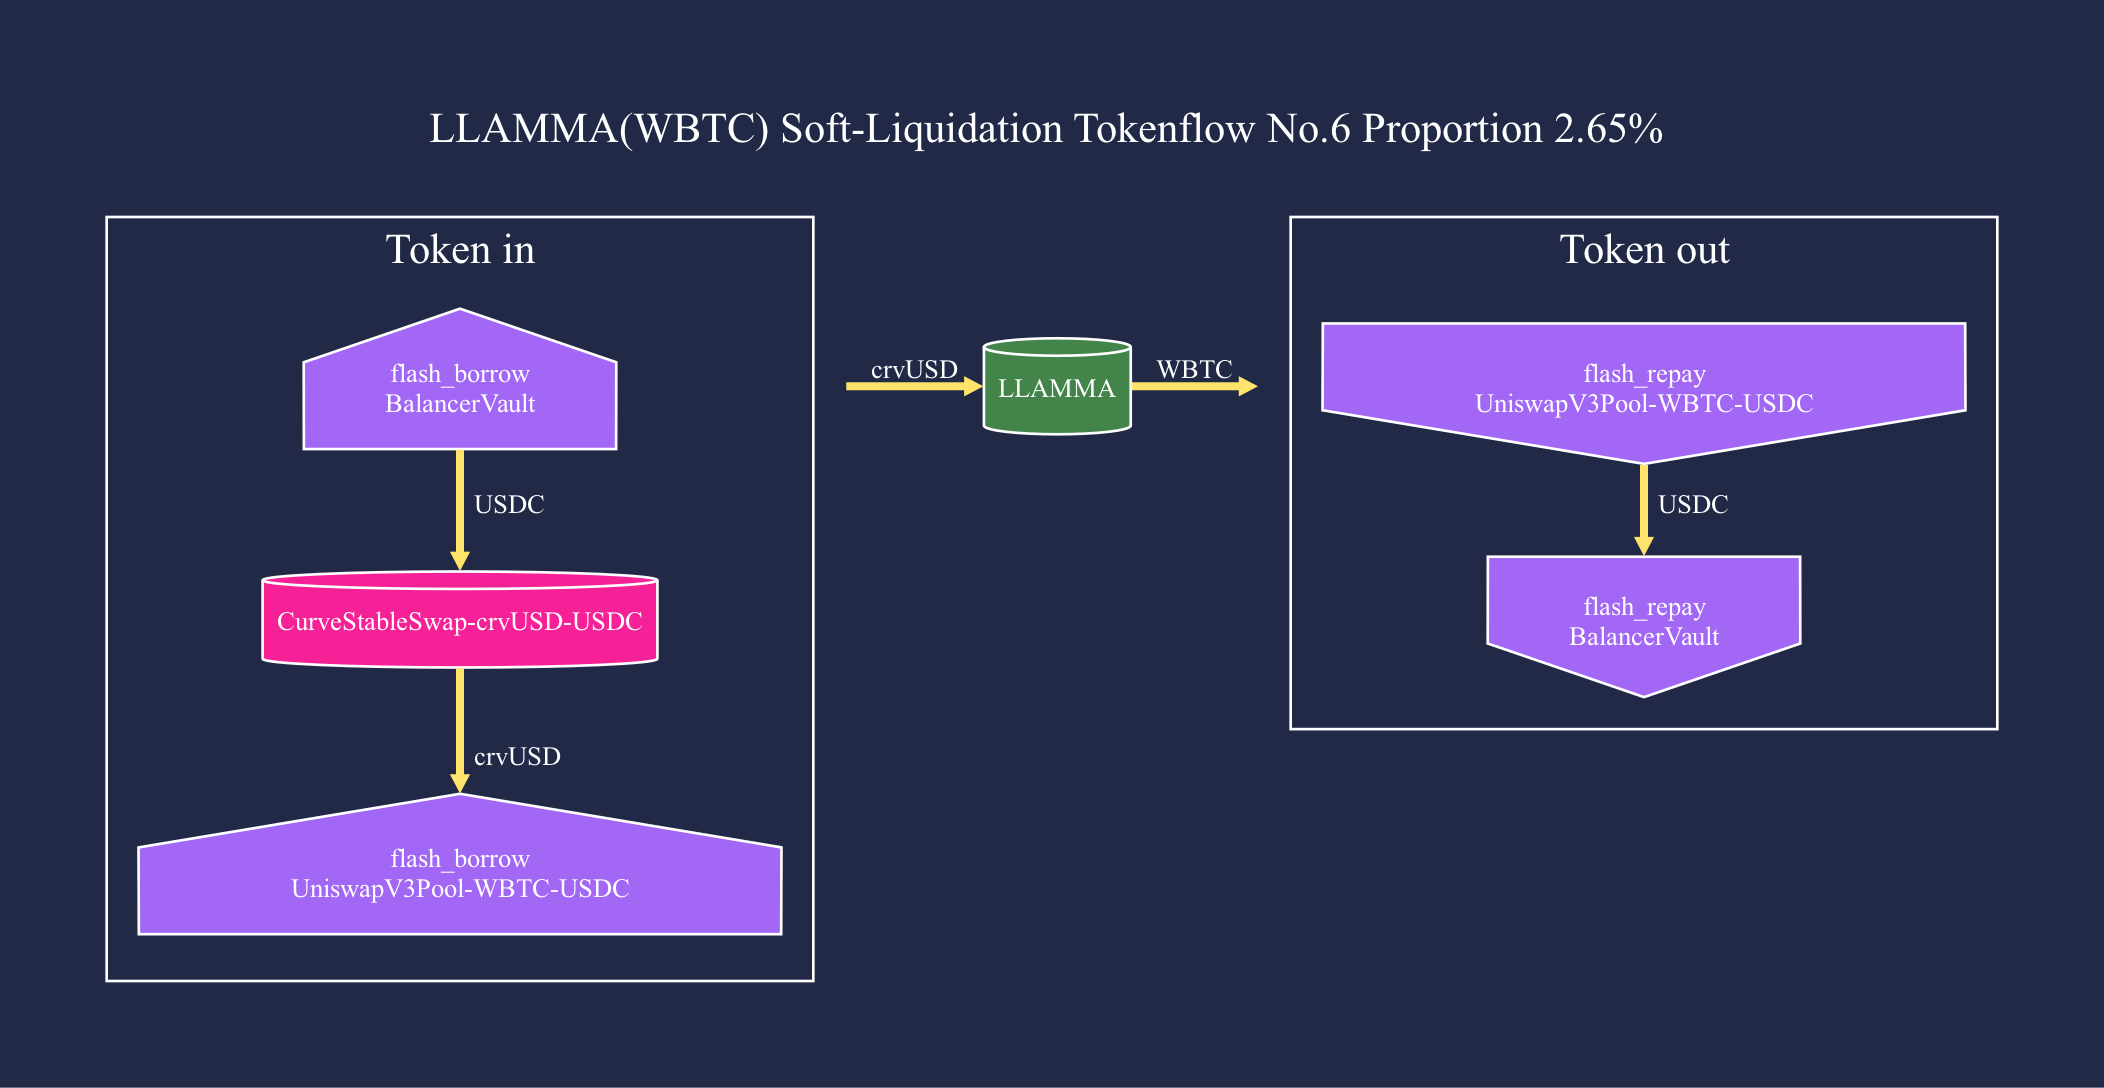 LLAMMA(WBTC) Soft-Liquidation Tokenflow No.6 Proportion 2.65%
Token in
flash_borrow
BalancerVault
USDC
CurveStableSwap-crvUSD-USDC
crvUSD
flash_borrow
UniswapV3Pool-WBTC-USDC
crvUSD
LLAMMA
WBTC
Token out
flash_repay
UniswapV3Pool-WBTC-USDC
USDC
flash_repay
BalancerVault